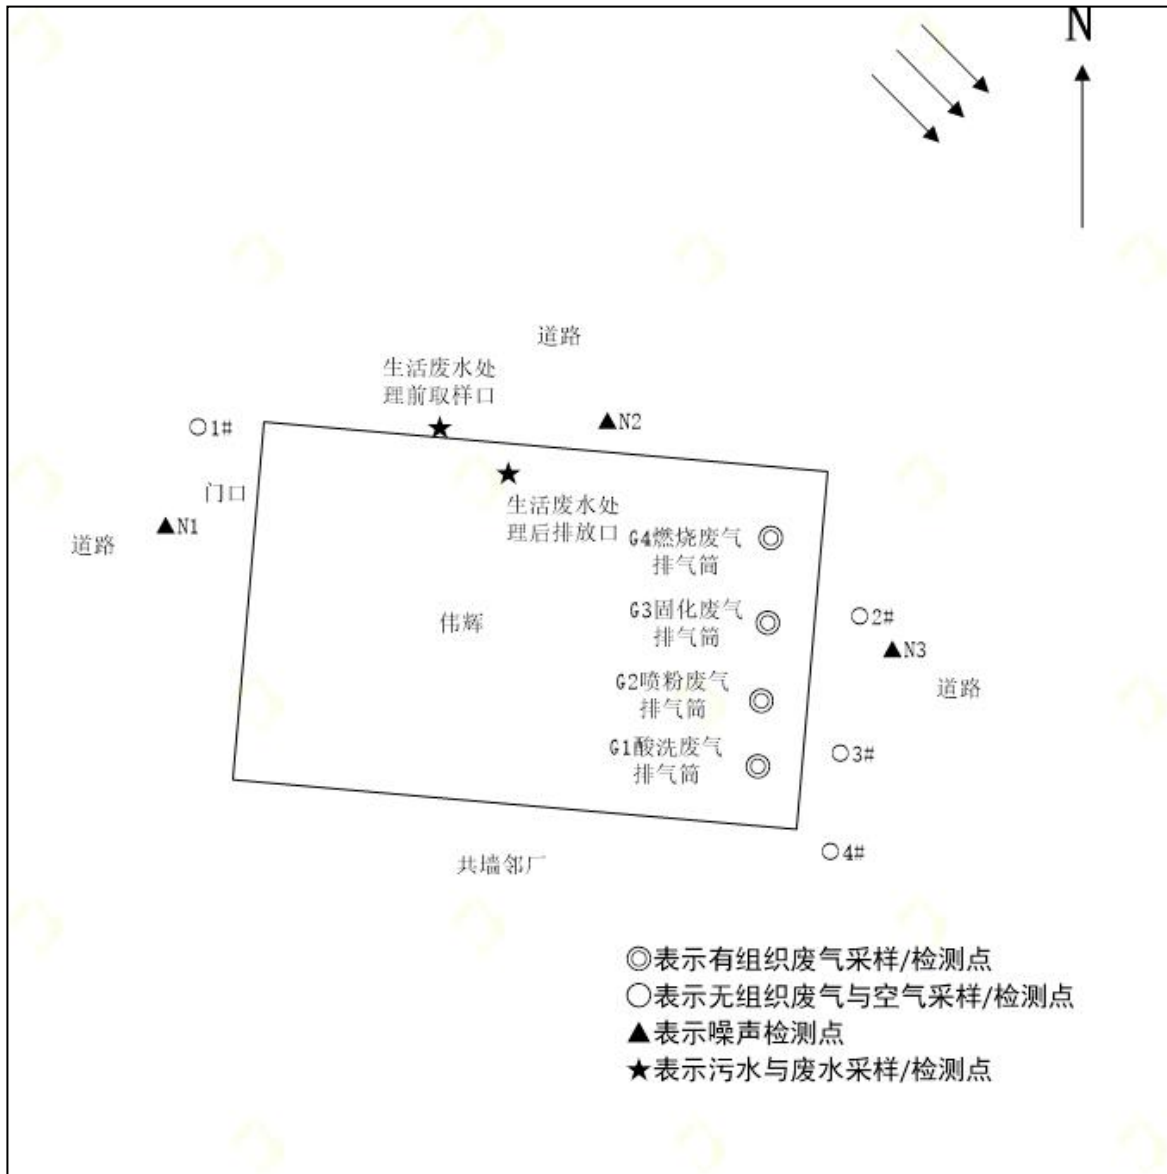 N
道路
生活废水处
理前取样口
○1#
▲N2
门口
▲N1
道路
生活废水处
理后排放口
G4燃烧废气
排气筒
G3固化废气
排气筒
伟辉
○2#
▲N3
道路
G2喷粉废气
排气筒
G1酸洗废气
排气筒
○3#
○4#
共墙邻厂
◎表示有组织废气采样/检测点
○表示无组织废气与空气采样/检测点
▲表示噪声检测点
★表示污水与废水采样/检测点